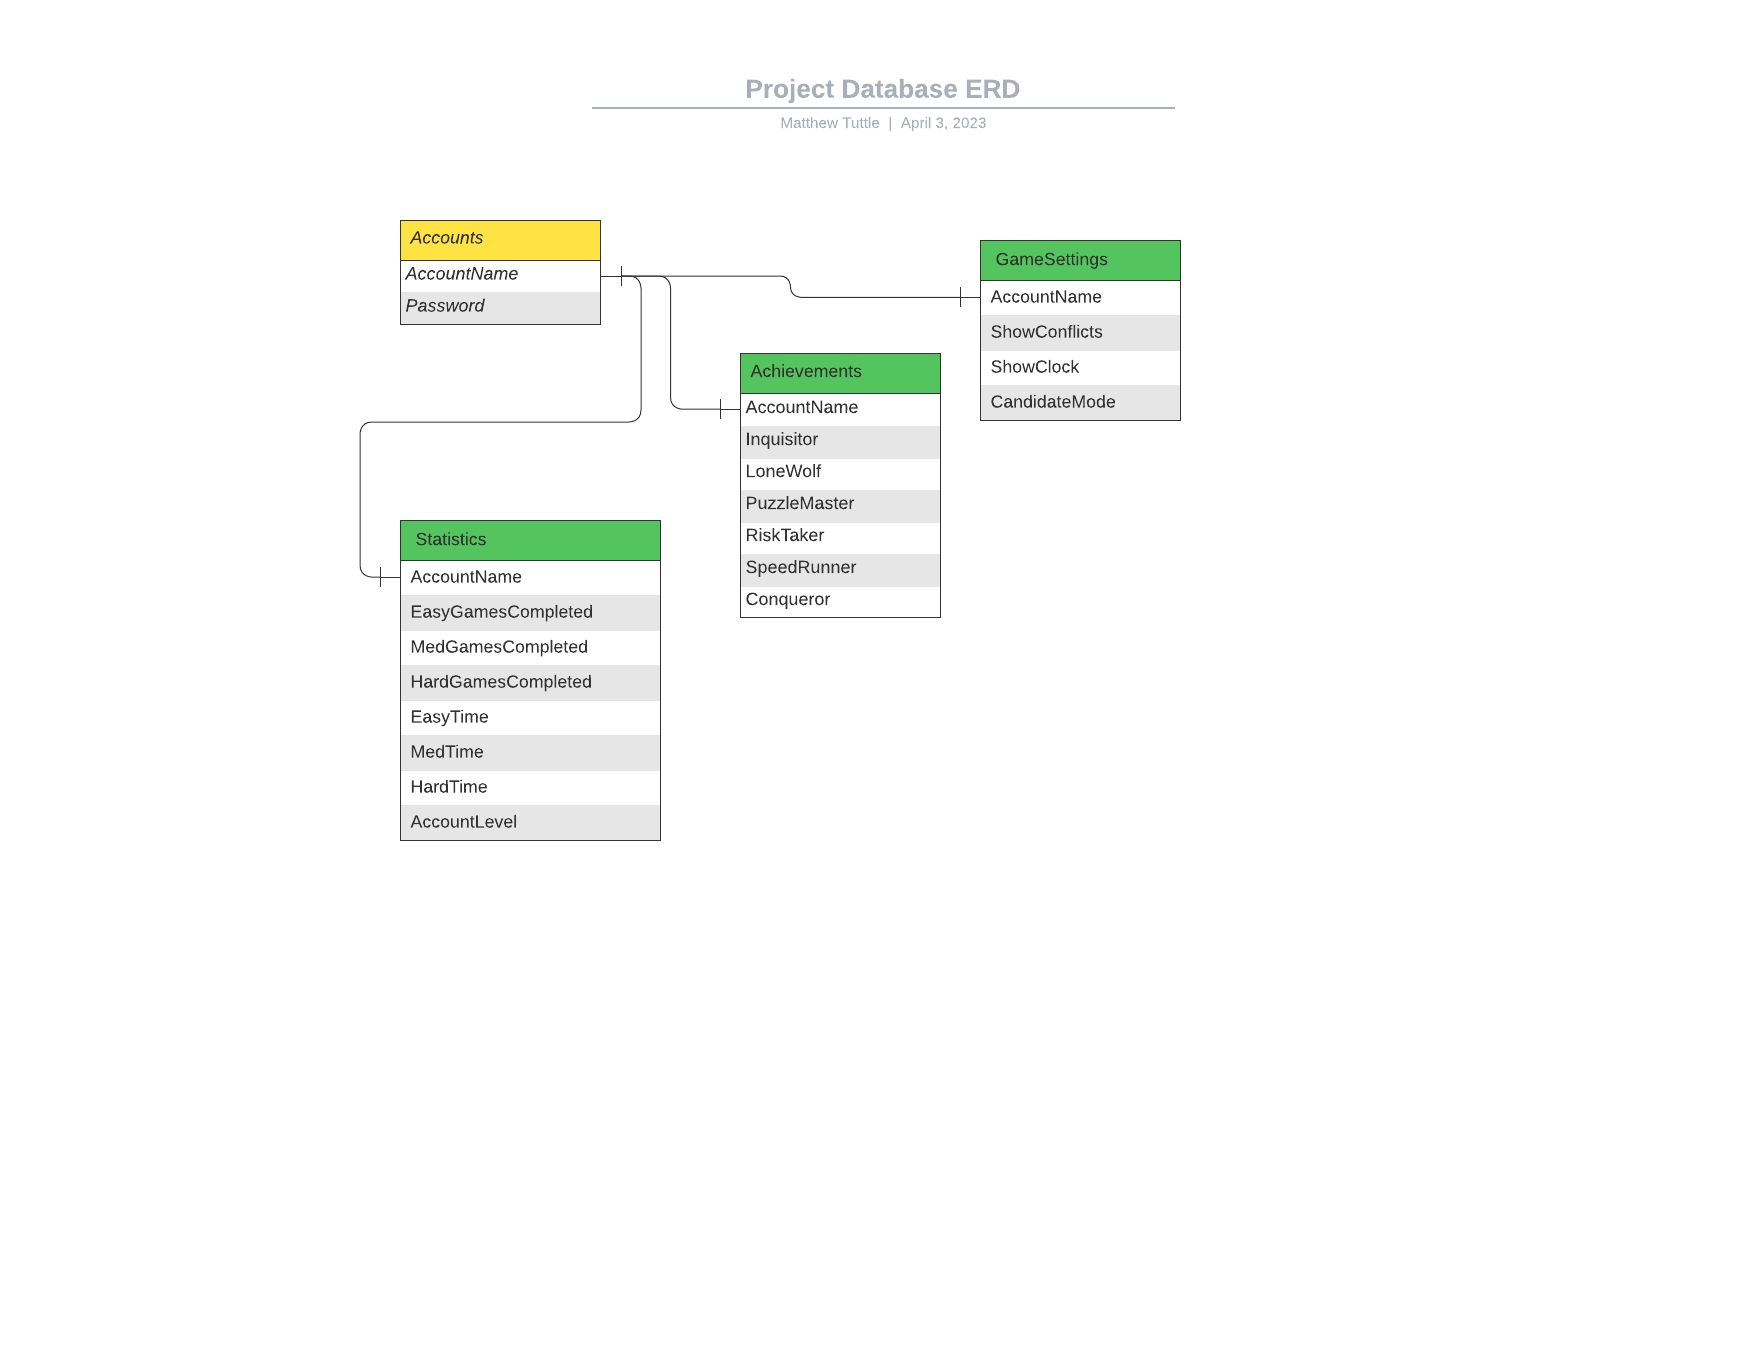 Project Database ERD
Matthew Tuttle | April 3, 2023
Accounts
AccountName
Password
GameSettings
AccountName
ShowConflicts
ShowClock
CandidateMode
Achievements
AccountName
Inquisitor
LoneWolf
PuzzleMaster
RiskTaker
SpeedRunner
Conqueror
Statistics
AccountName
EasyGamesCompleted
MedGamesCompleted
HardGamesCompleted
EasyTime
MedTime
HardTime
AccountLevel